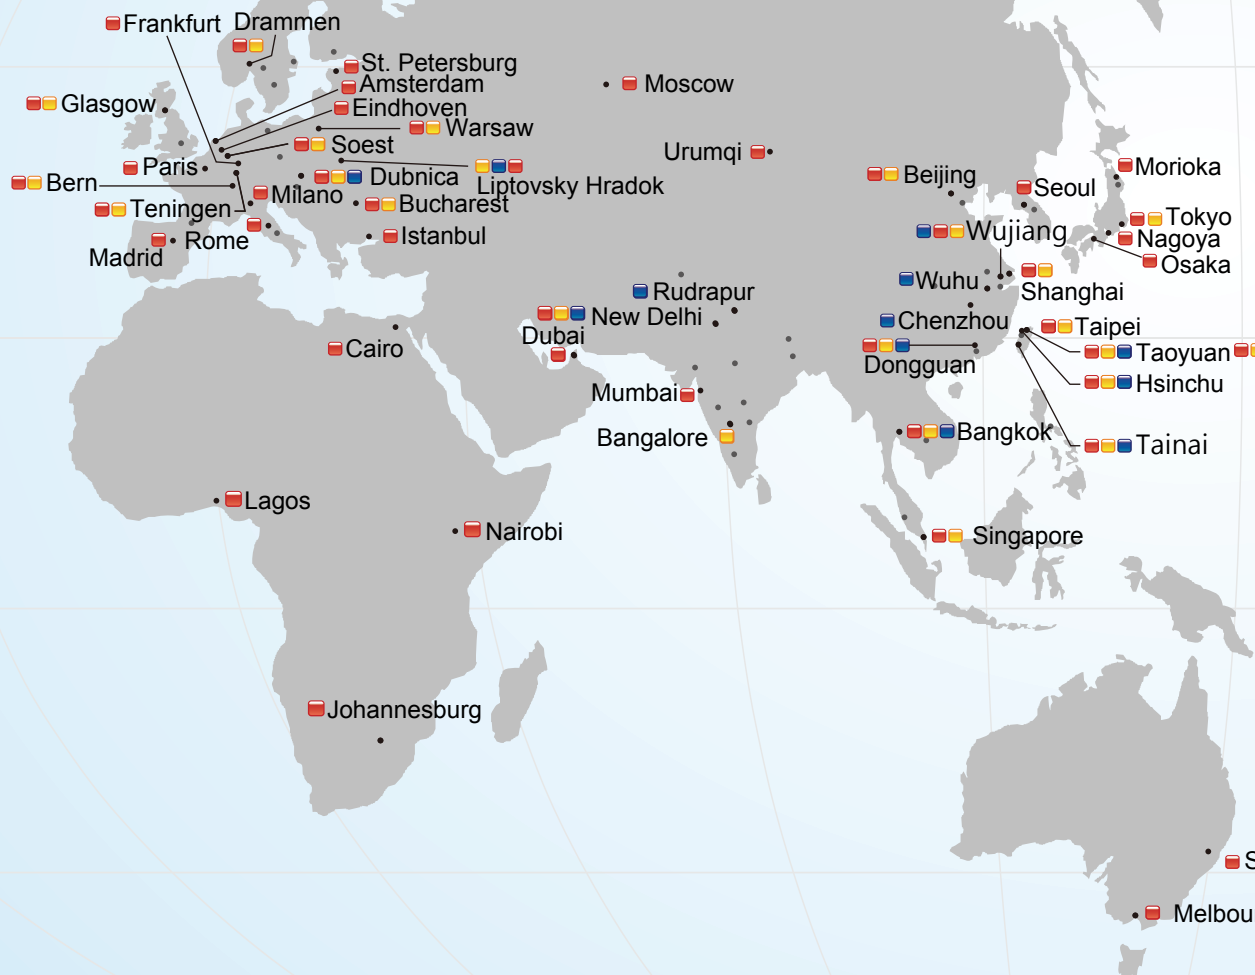 Frankfurt
Drammen
St. Petersburg
Amsterdam
Moscow
Glasgow
Eindhoven
Warsaw
Soest
Urumqi
Paris
Morioka
Bern
Dubnica
Liptovsky Hradok
Beijing
Seoul
Milano
Teningen
Bucharest
Tokyo
Rome
Istanbul
Wujiang
Nagoya
Madrid
Osaka
Wuhu
Rudrapur
Shanghai
New Delhi
Chenzhou
Taipei
Dubai
Cairo
Taoyuan
Dongguan
Hsinchu
Mumbai
Bangalore
Bangkok
Tainai
Lagos
Nairobi
Singapore
Johannesburg
S
Melbou